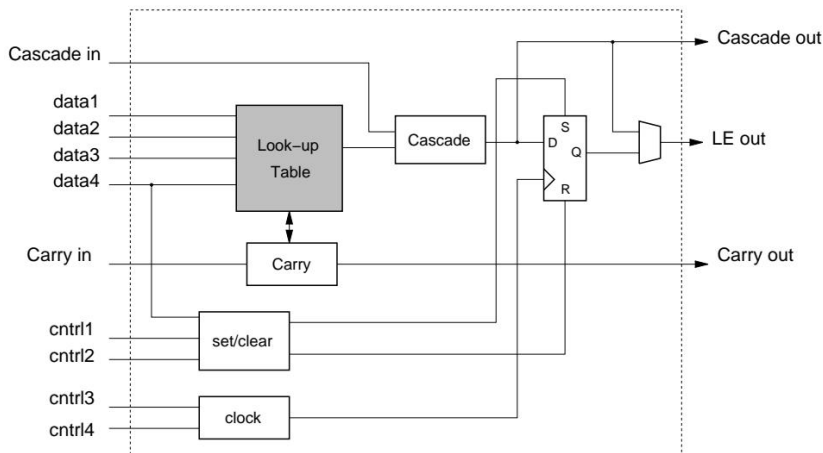 Cascade in
Cascade out
data1
data2
data3
data4
Look-up
Table
Cascade
S
D
Q
R
LE out
Carry in
Carry
Carry out
cntrl1
cntrl2
set/clear
cntrl3
cntrl4
clock